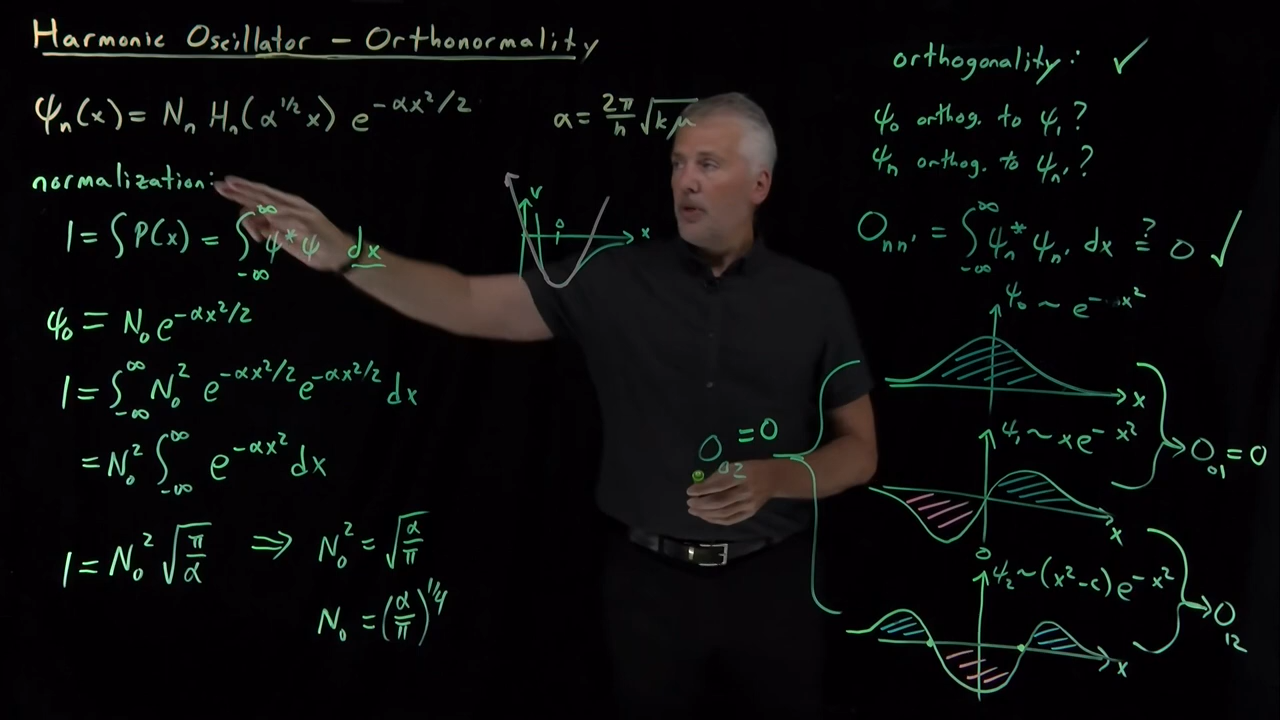 Harmonic Oscillator – Orthonormality
ψₙ(x) = Nₙ Hₙ(α^1/2 x) e^-αx²/2
α = 2π/h √kμ
normalization:
1 = ∫P(x) = ∫_-∞^∞ ψ*ψ dx
V
0
x
ψ₀ = N₀ e^-αx²/2
1 = ∫_-∞^∞ N₀² e^-αx²/2 e^-αx²/2 dx
= N₀² ∫_-∞^∞ e^-αx² dx
1 = N₀² √π/α ⟹ N₀² = √α/π
N₀ = (α/π)^1/4
orthogonality: ✓
ψ₀ orthog. to ψ₁?
ψₙ orthog. to ψₙ'?
Oₙₙ' = ∫_-∞^∞ ψₙ* ψₙ' dx ≟ 0 ✓
ψ₀ ~ e^- x²
x
O₀₂ = 0
ψ₁ ~ xe^- x²
x
0
O₀₁ = 0
ψ₂ ~ (x²-c) e^-x²
x
O₁₂